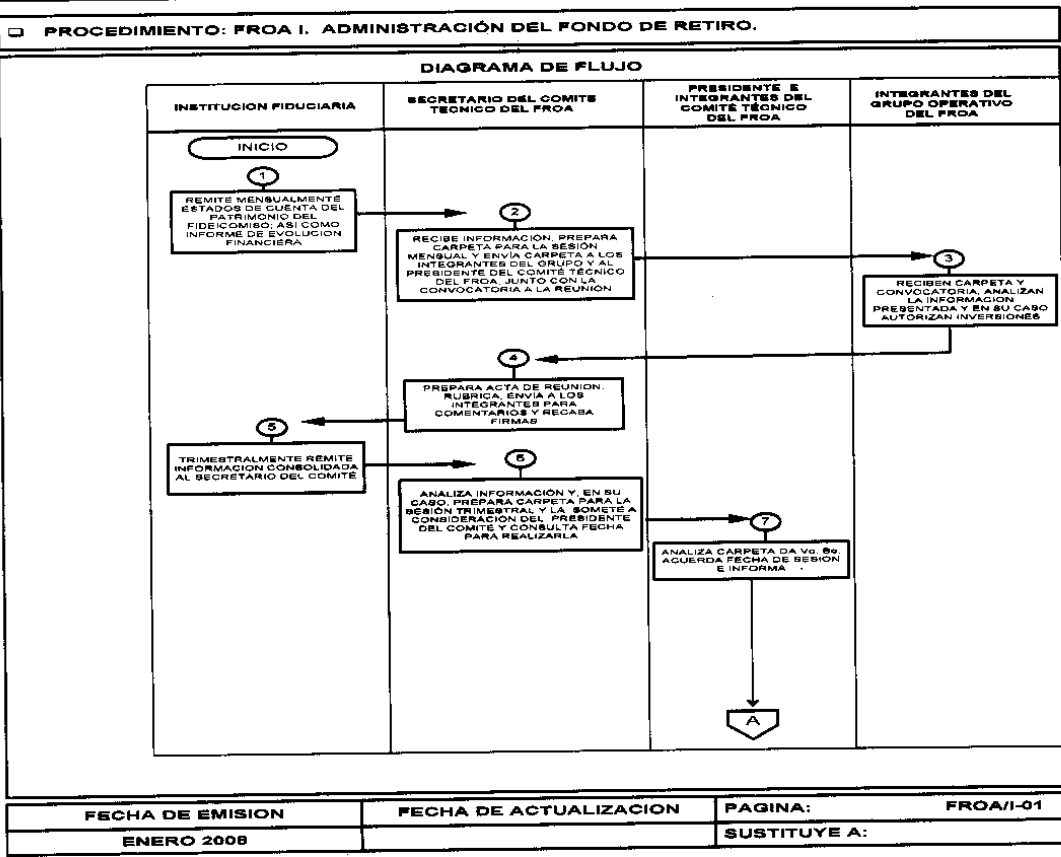 PROCEDIMIENTO: FROA I. ADMINISTRACIÓN DEL FONDO DE RETIRO.
DIAGRAMA DE FLUJO
INSTITUCION FIDUCIARIA
SECRETARIO DEL COMITE
TECNICO DEL FROA
PRESIDENTE E
INTEGRANTES DEL
COMITÉ TÉCNICO
DEL FROA
INTEGRANTES DEL
GRUPO OPERATIVO
DEL FROA
INICIO
1
REMITE MENSUALMENTE
ESTADOS DE CUENTA DEL
PATRIMONIO DEL
FIDEICOMISO; ASI COMO
INFORME DE EVOLUCION
FINANCIERA
2
RECIBE INFORMACIÓN, PREPARA
CARPETA PARA LA SESIÓN
MENSUAL Y ENVÍA CARPETA A LOS
INTEGRANTES DEL GRUPO Y AL
PRESIDENTE DEL COMITÉ TÉCNICO
DEL FROA, JUNTO CON LA
CONVOCATORIA A LA REUNIÓN
3
RECIBEN CARPETA Y
CONVOCATORIA, ANALIZAN
LA INFORMACION
PRESENTADA Y EN SU CASO
AUTORIZAN INVERSIONES
4
PREPARA ACTA DE REUNION,
RUBRICA, ENVIA A LOS
INTEGRANTES PARA
COMENTARIOS Y RECABA
FIRMAS
5
TRIMESTRALMENTE REMITE
INFORMACION CONSOLIDADA
AL SECRETARIO DEL COMITÉ
6
ANALIZA INFORMACIÓN Y, EN SU
CASO, PREPARA CARPETA PARA LA
SESIÓN TRIMESTRAL Y LA SOMETE A
CONSIDERACIÓN DEL PRESIDENTE
DEL COMITÉ Y CONSULTA FECHA
PARA REALIZARLA
7
ANALIZA CARPETA DA Vo. Bo.
ACUERDA FECHA DE SESION
E INFORMA
A
FECHA DE EMISION
FECHA DE ACTUALIZACION
PAGINA: FROA/I-01
ENERO 2008
SUSTITUYE A: